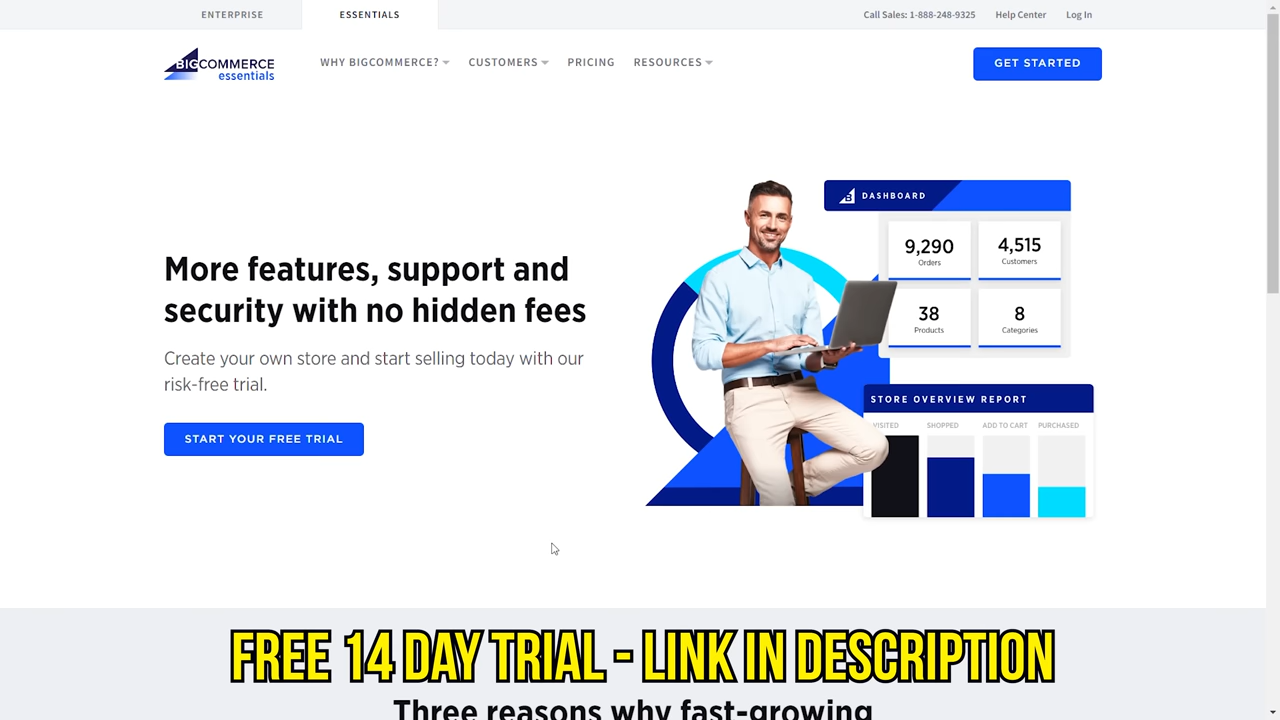 ENTERPRISE
ESSENTIALS
Call Sales: 1-888-248-9325
Help Center
Log In
BIGCOMMERCE
essentials
WHY BIGCOMMERCE?
CUSTOMERS
PRICING
RESOURCES
GET STARTED
More features, support and
security with no hidden fees
Create your own store and start selling today with our
risk-free trial.
START YOUR FREE TRIAL
B DASHBOARD
9,290
Orders
4,515
Customers
38
Products
8
Categories
STORE OVERVIEW REPORT
VISITED
SHOPPED
ADD TO CART
PURCHASED
FREE 14 DAY TRIAL - LINK IN DESCRIPTION
Three reasons why fast-growing